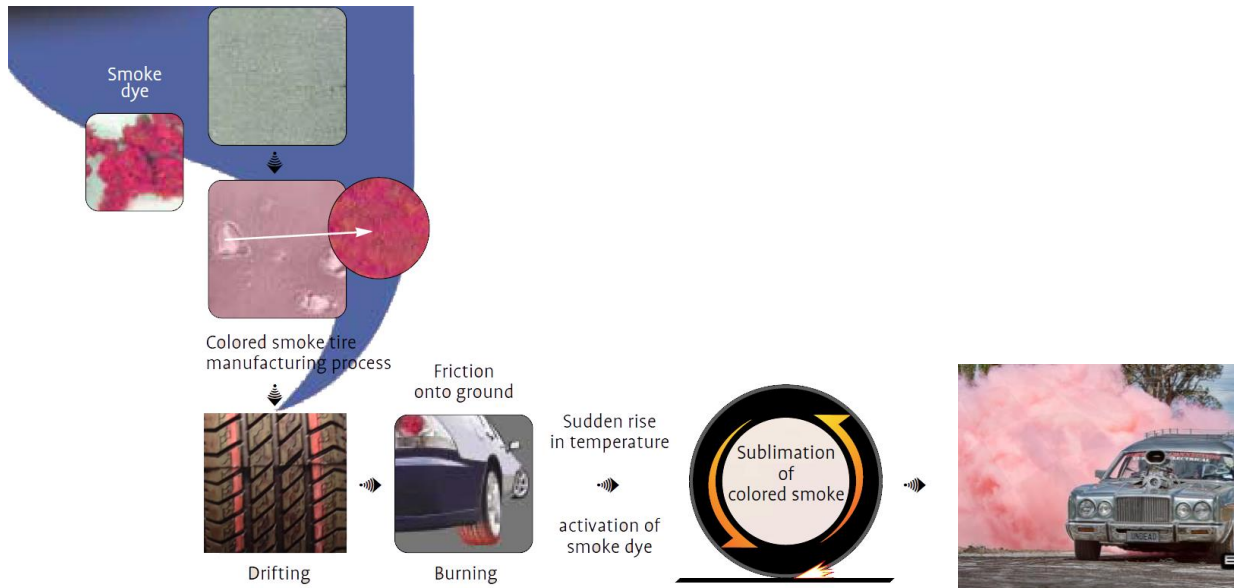 Smoke
dye
Colored smoke tire
manufacturing process
Friction
onto ground
Sudden rise
in temperature
Sublimation
of
colored smoke
activation of
smoke dye
Drifting
Burning
UNDEAD